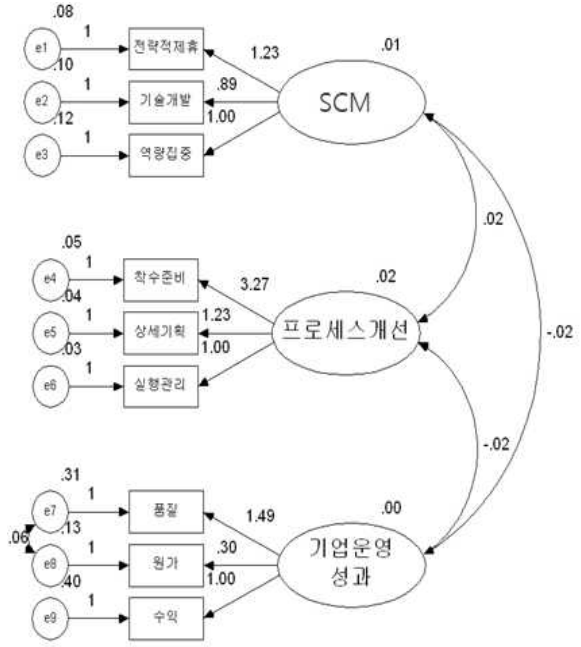 .08
e1 1 전략적제휴 1.23 .01
.10
e2 1 기술개발 .89 SCM
.12 1.00
e3 1 역량집중
.02
.05
e4 1 착수준비 3.27 .02
.04
e5 1 상세기획 1.23 프로세스개선 -.02
.03 1.00
e6 1 실행관리
-.02
.31
e7 1 품질 1.49 .00
.06 .13
e8 1 원가 .30 기업운영
.40 1.00 성과
e9 1 수익